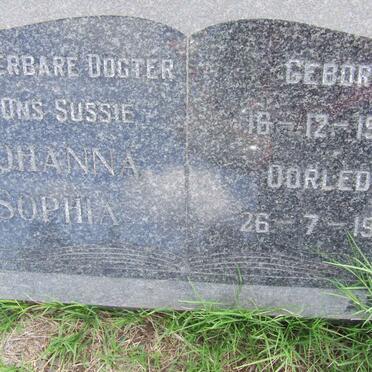 ERBARE DOGTER
ONS SUSSIE
OHANNA
SOPHIA
GEBOR
16-12-19
OORLED
26-7-19